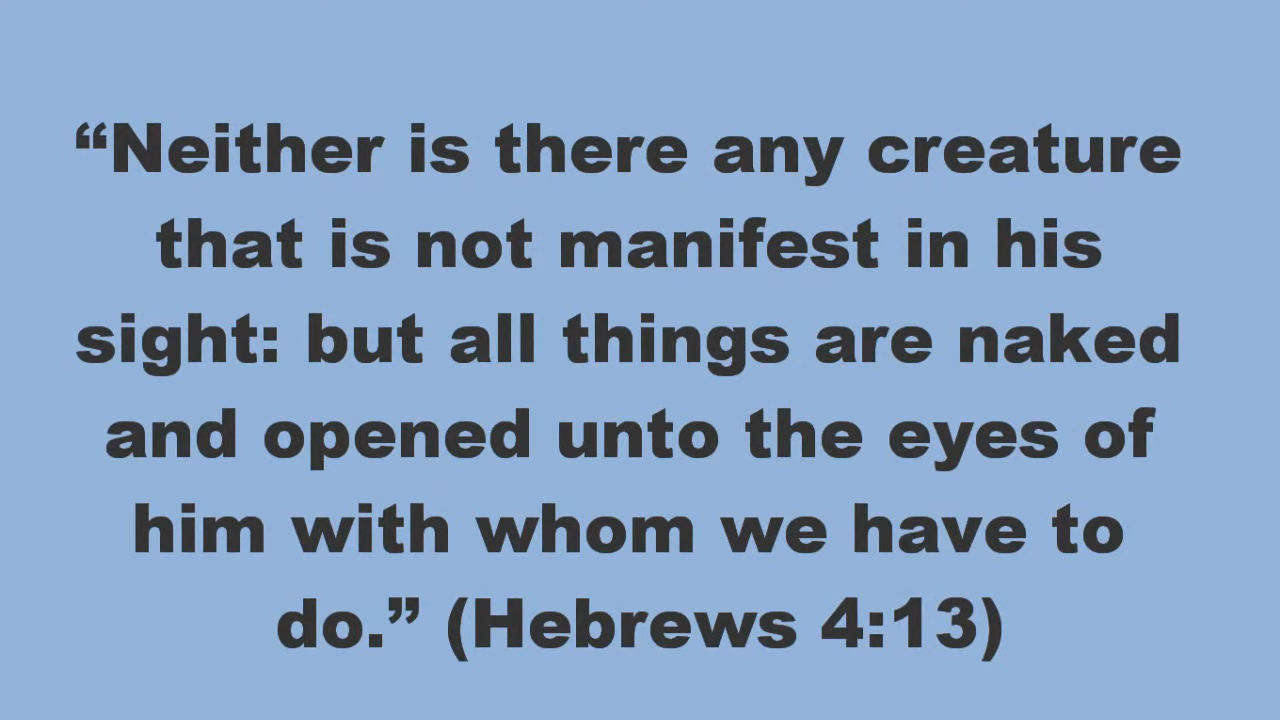 “Neither is there any creature
that is not manifest in his
sight: but all things are naked
and opened unto the eyes of
him with whom we have to
do.” (Hebrews 4:13)